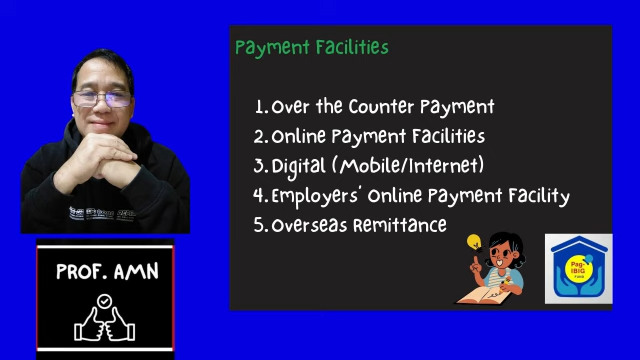 Payment Facilities
1. Over the Counter Payment
2. Online Payment Facilities
3. Digital (Mobile/Internet)
4. Employers' Online Payment Facility
5. Overseas Remittance
PROF. AMN
Pag-
IBIG
FUND